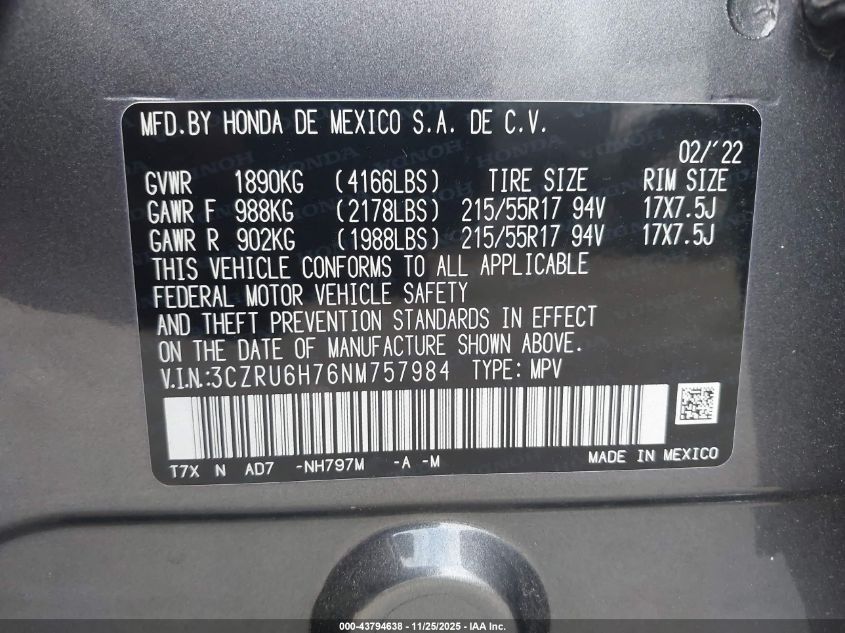 MFD.BY HONDA DE MEXICO S.A. DE C.V.
02/'22
GVWR 1890KG (4166LBS) TIRE SIZE RIM SIZE
GAWR F 988KG (2178LBS) 215/55R17 94V 17X7.5J
GAWR R 902KG (1988LBS) 215/55R17 94V 17X7.5J
THIS VEHICLE CONFORMS TO ALL APPLICABLE
FEDERAL MOTOR VEHICLE SAFETY
AND THEFT PREVENTION STANDARDS IN EFFECT
ON THE DATE OF MANUFACTURE SHOWN ABOVE.
V.I.N.:3CZRU6H76NM757984 TYPE: MPV
T7X N AD7 -NH797M -A -M MADE IN MEXICO
000-43794638 - 11/25/2025 - IAA Inc.